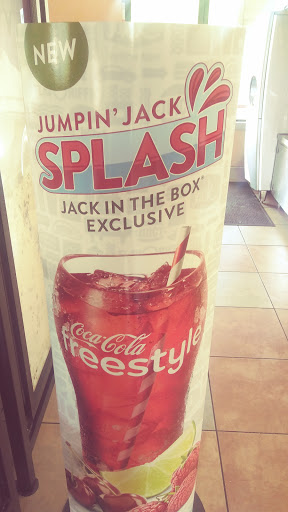 NEW
JUMPIN' JACK
SPLASH
JACK IN THE BOX®
EXCLUSIVE
Coca-Cola
freestyle